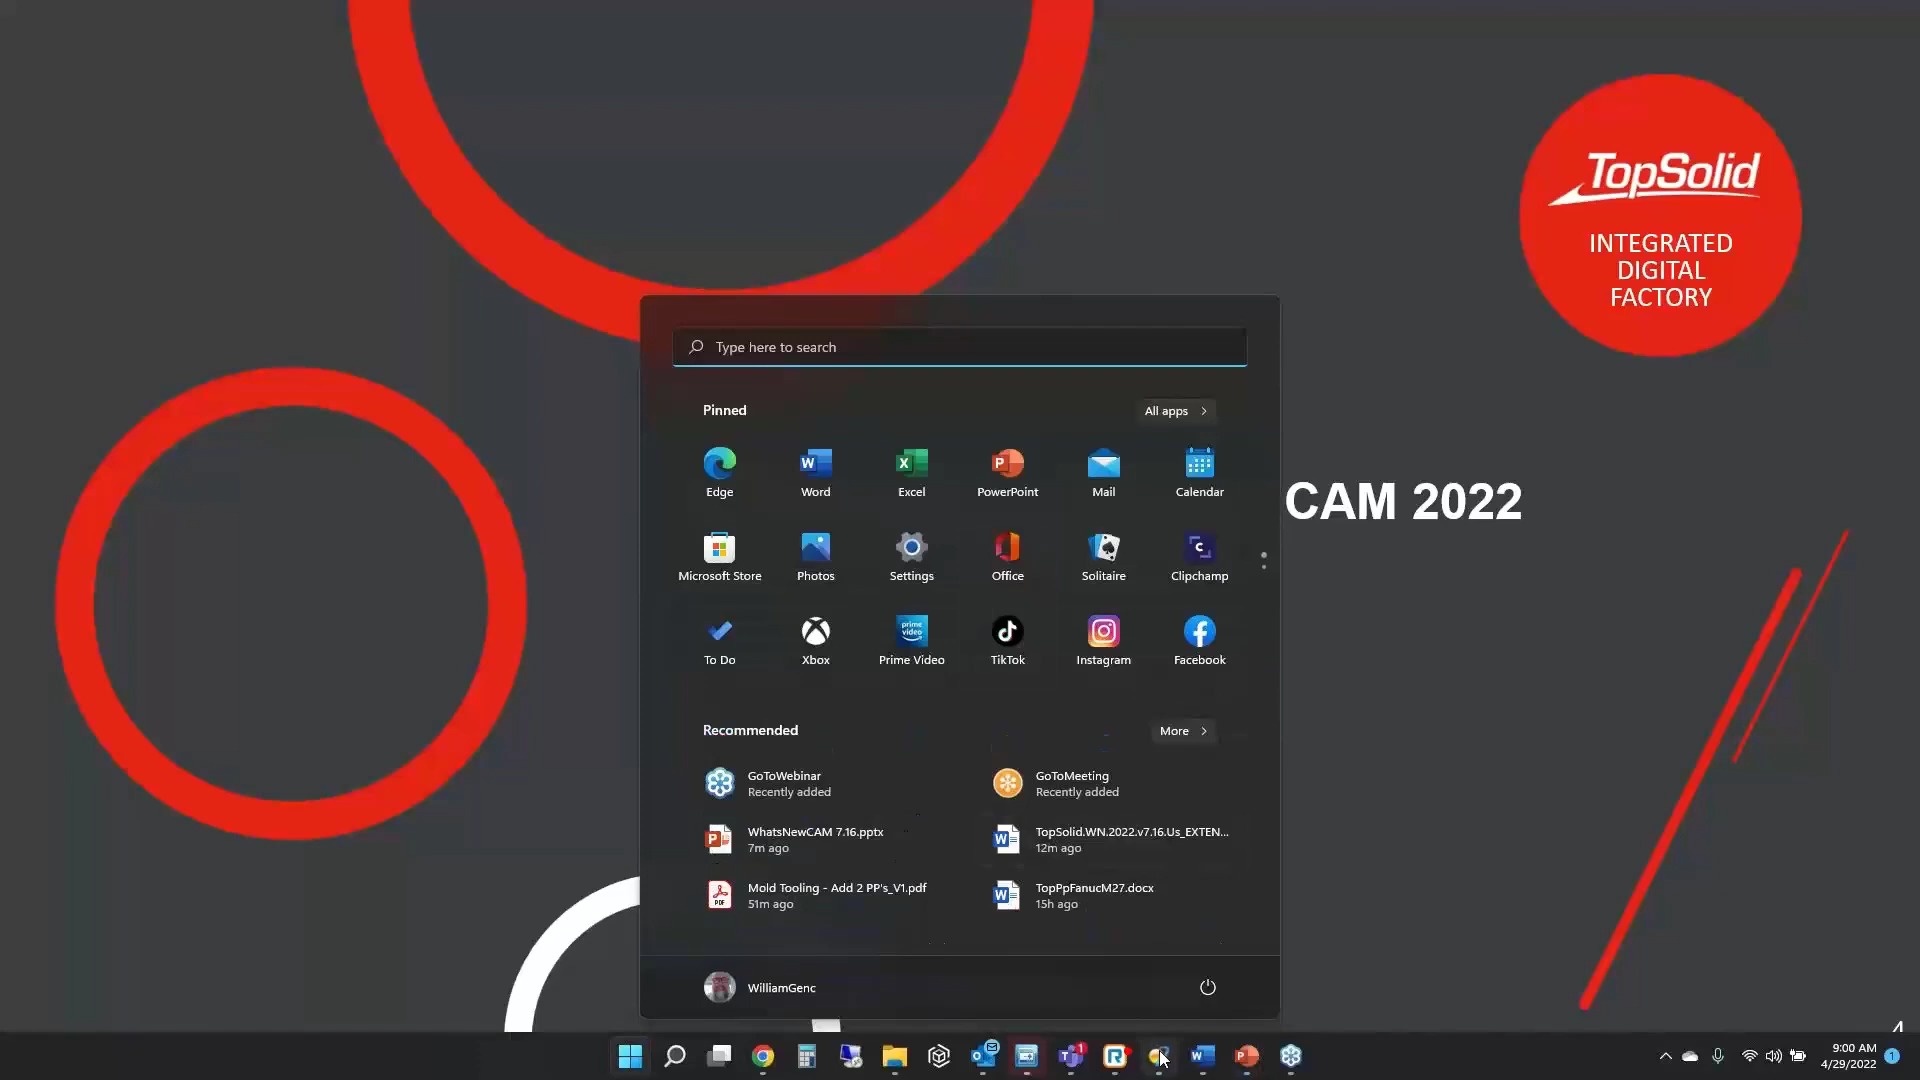 TopSolid
INTEGRATED
DIGITAL
FACTORY
CAM 2022
Type here to search
Pinned
All apps
Edge
Word
Excel
PowerPoint
Mail
Calendar
Microsoft Store
Photos
Settings
Office
Solitaire
Clipchamp
To Do
Xbox
prime
video
Prime Video
TikTok
Instagram
Facebook
Recommended
More
GoToWebinar
Recently added
GoToMeeting
Recently added
WhatsNewCAM 7.16.pptx
7m ago
TopSolid.WN.2022.v7.16.Us_EXTEN...
12m ago
Mold Tooling - Add 2 PP's_V1.pdf
51m ago
TopPpFanucM27.docx
15h ago
WilliamGenc
9:00 AM
4/29/2022
1